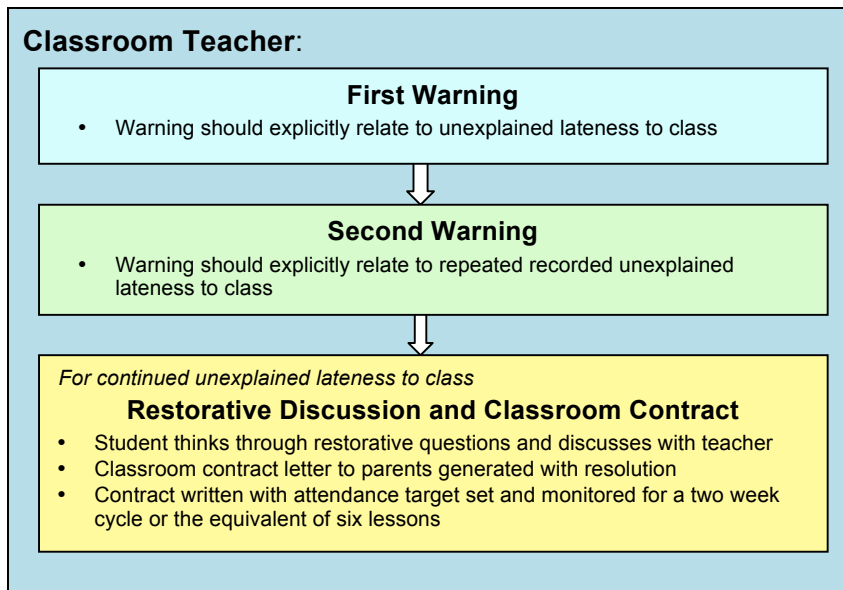 Classroom Teacher:
First Warning
• Warning should explicitly relate to unexplained lateness to class
Second Warning
• Warning should explicitly relate to repeated recorded unexplained
lateness to class
For continued unexplained lateness to class
Restorative Discussion and Classroom Contract
• Student thinks through restorative questions and discusses with teacher
• Classroom contract letter to parents generated with resolution
• Contract written with attendance target set and monitored for a two week
cycle or the equivalent of six lessons